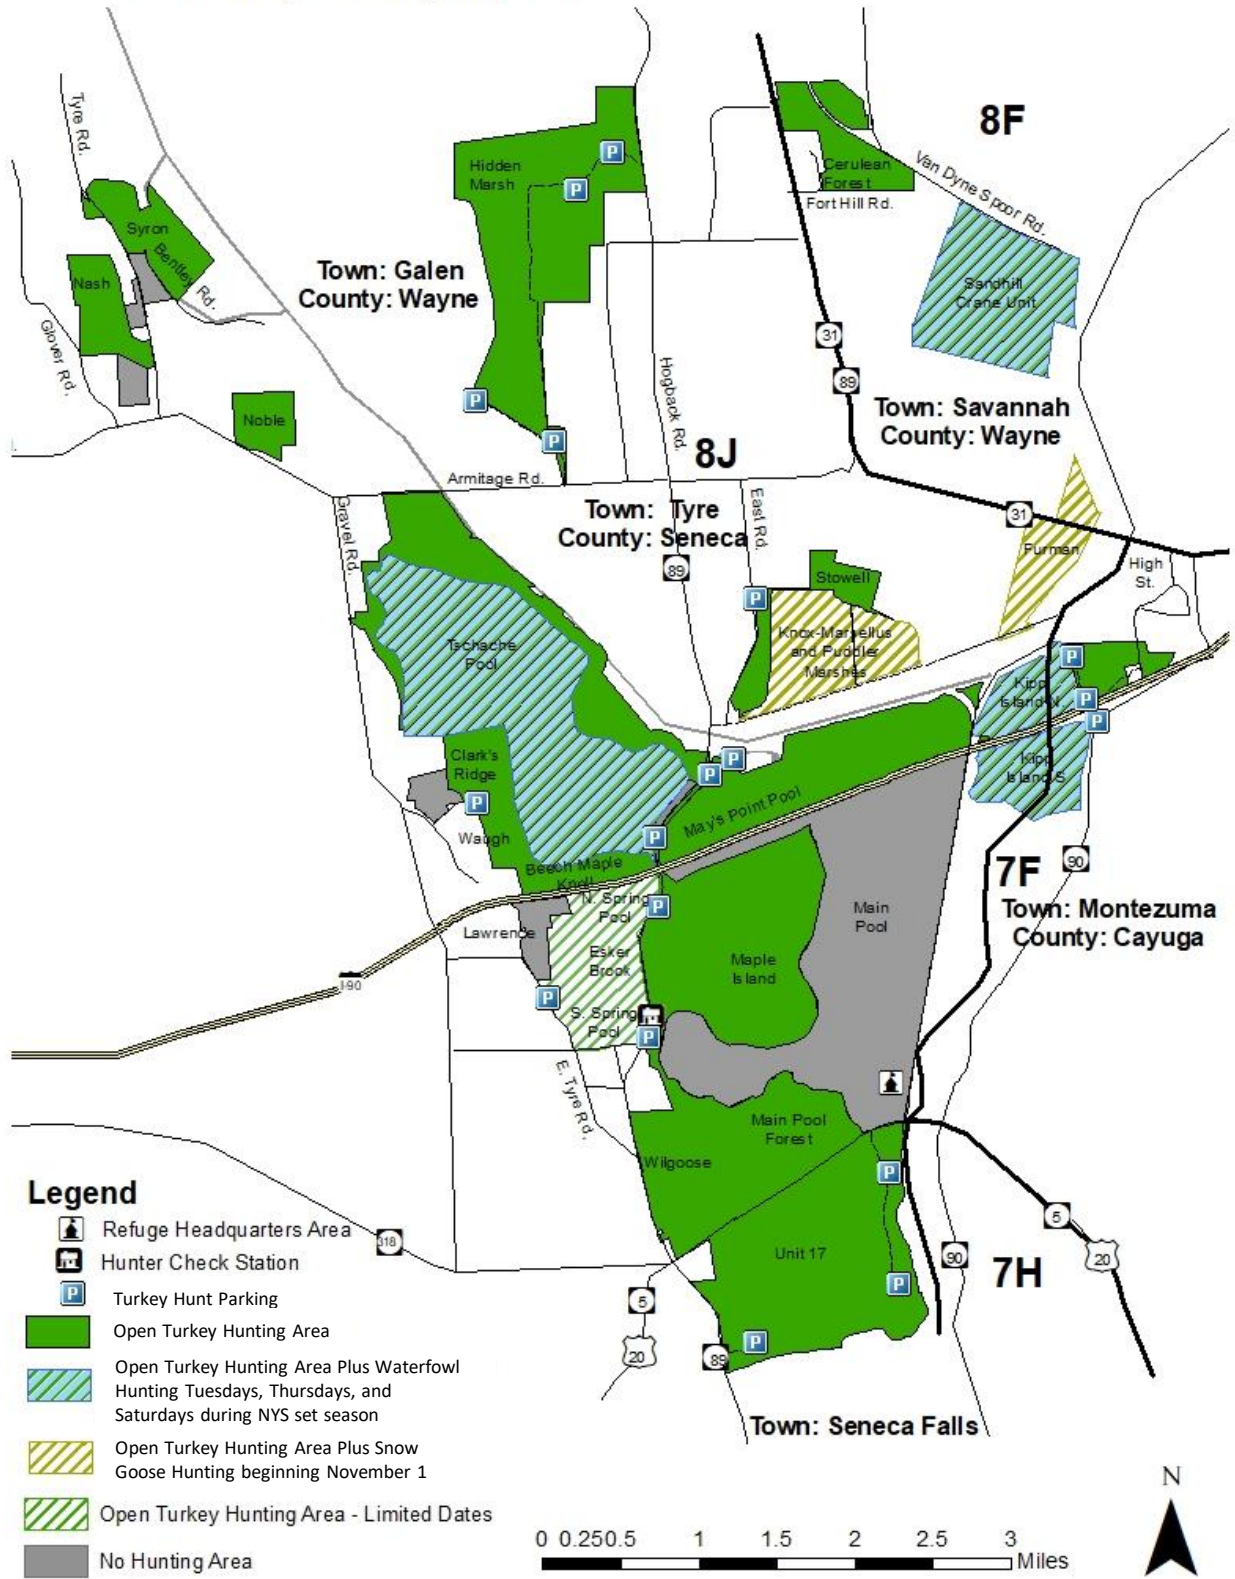 8F
Tyre Rd.
Hidden
Marsh
Cerulean
Forest
Van Dyne Spoor Rd.
Fort Hill Rd.
Syron
Bentley Rd.
Nash
Town: Galen
County: Wayne
Sandhill
Crane Unit
Glover Rd.
31
89
Hogback Rd.
Noble
Town: Savannah
County: Wayne
8J
Armitage Rd.
Gravel Rd.
East Rd.
Town: Tyre
County: Seneca
31
Furman
High
St.
89
Stowell
Knox-Marsellus
and Puddler
Marshes
Tschache
Pool
Kipp
Island N
Clark's
Ridge
Kipp
Island S
May's Point Pool
Waugh
Beech Maple
Knoll
90
7F
N. Spring
Pool
Main
Pool
Town: Montezuma
County: Cayuga
Lawrence
Esker
Brook
Maple
Island
I-90
S. Spring
Pool
E. Tyre Rd.
Main Pool
Forest
Wilgoose
5
20
318
Unit 17
90
7H
5
20
89
Town: Seneca Falls
Legend
Refuge Headquarters Area
Hunter Check Station
P Turkey Hunt Parking
Open Turkey Hunting Area
Open Turkey Hunting Area Plus Waterfowl
Hunting Tuesdays, Thursdays, and
Saturdays during NYS set season
Open Turkey Hunting Area Plus Snow
Goose Hunting beginning November 1
Open Turkey Hunting Area - Limited Dates
No Hunting Area
N
0 0.25 0.5 1 1.5 2 2.5 3
Miles